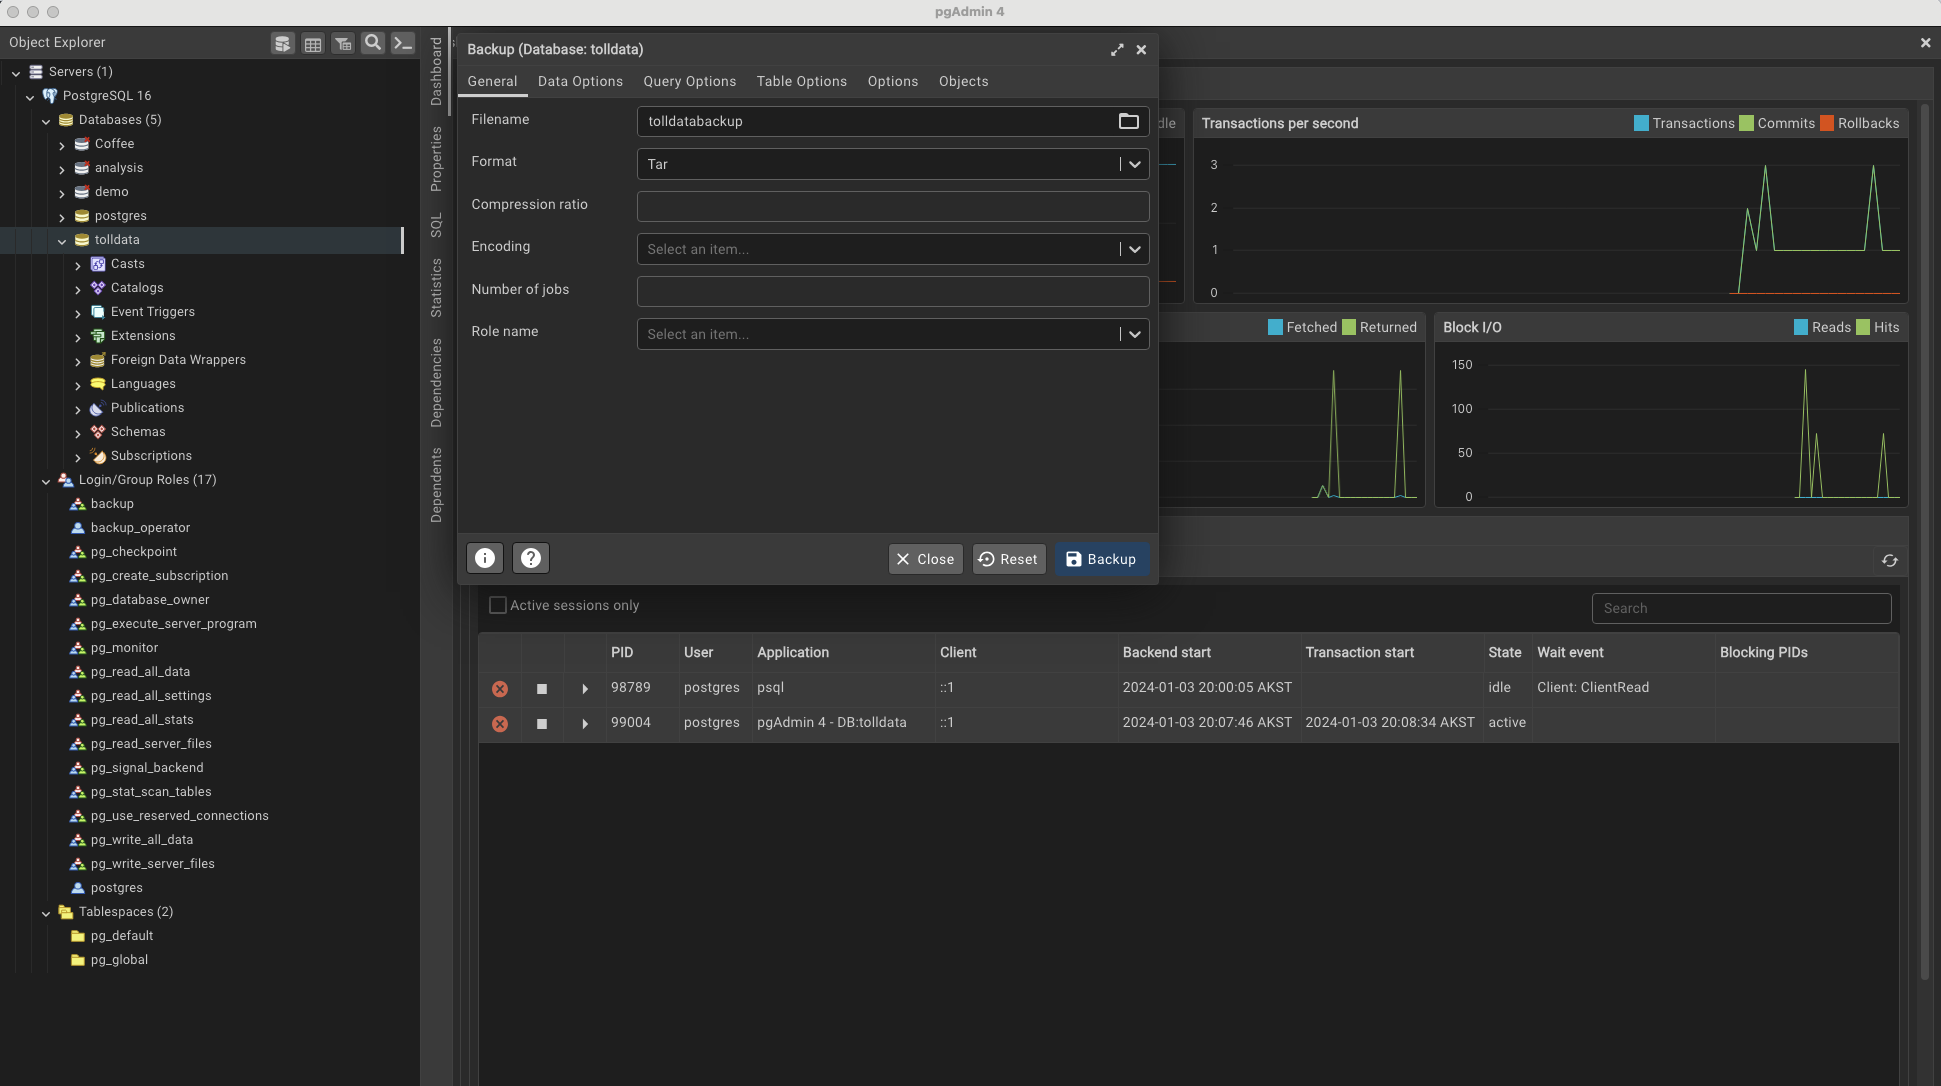 pgAdmin 4
Object Explorer
Servers (1)
PostgreSQL 16
Databases (5)
Coffee
analysis
demo
postgres
tolldata
Casts
Catalogs
Event Triggers
Extensions
Foreign Data Wrappers
Languages
Publications
Schemas
Subscriptions
Login/Group Roles (17)
backup
backup_operator
pg_checkpoint
pg_create_subscription
pg_database_owner
pg_execute_server_program
pg_monitor
pg_read_all_data
pg_read_all_settings
pg_read_all_stats
pg_read_server_files
pg_signal_backend
pg_stat_scan_tables
pg_use_reserved_connections
pg_write_all_data
pg_write_server_files
postgres
Tablespaces (2)
pg_default
pg_global
Dashboard
Properties
SQL
Statistics
Dependencies
Dependents
Backup (Database: tolldata)
General Data Options Query Options Table Options Options Objects
Filename tolldatabackup
Format Tar
Compression ratio
Encoding Select an item...
Number of jobs
Role name Select an item...
Close Reset Backup
dle
Transactions per second Transactions Commits Rollbacks
3
2
1
0
Fetched Returned
Block I/O Reads Hits
150
100
50
0
Active sessions only Search
PID User Application Client Backend start Transaction start State Wait event Blocking PIDs
98789 postgres psql ::1 2024-01-03 20:00:05 AKST idle Client: ClientRead
99004 postgres pgAdmin 4 - DB:tolldata ::1 2024-01-03 20:07:46 AKST 2024-01-03 20:08:34 AKST active